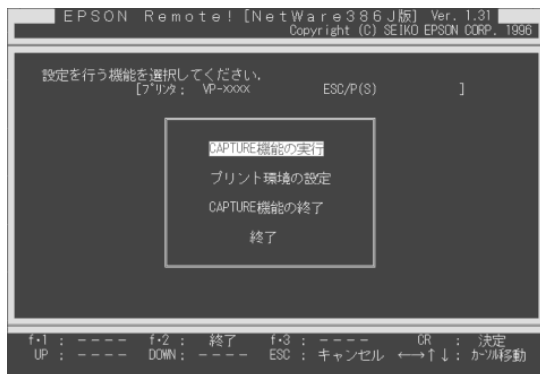 EPSON Remote! [NetWare386J版] Ver. 1.31
Copyright (C) SEIKO EPSON CORP. 1996
設定を行う機能を選択してください.
[プリンタ: VP-xxxx ESC/P(S) ]
CAPTURE機能の実行
プリント環境の設定
CAPTURE機能の終了
終了
f・1 : ---- f・2 : 終了 f・3 : ---- CR : 決定
UP : ---- DOWN : ---- ESC : キャンセル ←→↑↓ : カーソル移動